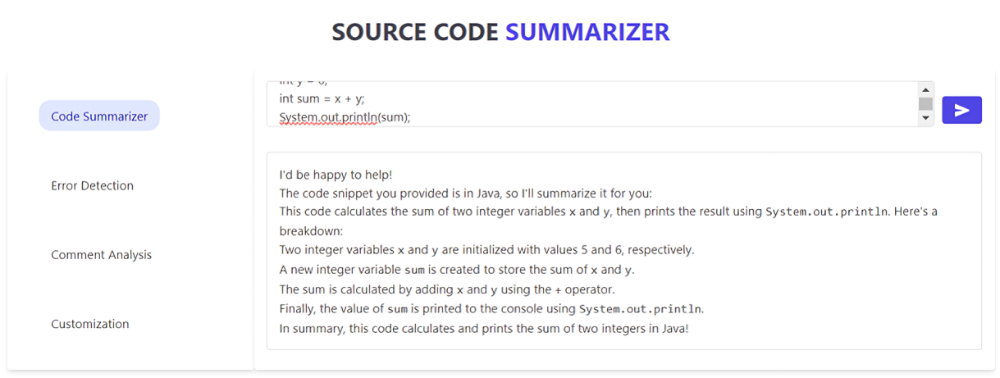 SOURCE CODE SUMMARIZER
Code Summarizer
Error Detection
Comment Analysis
Customization
int y = 6;
int sum = x + y;
System.out.println(sum);
I'd be happy to help!
The code snippet you provided is in Java, so I'll summarize it for you:
This code calculates the sum of two integer variables x and y, then prints the result using System.out.println. Here's a
breakdown:
Two integer variables x and y are initialized with values 5 and 6, respectively.
A new integer variable sum is created to store the sum of x and y.
The sum is calculated by adding x and y using the + operator.
Finally, the value of sum is printed to the console using System.out.println.
In summary, this code calculates and prints the sum of two integers in Java!